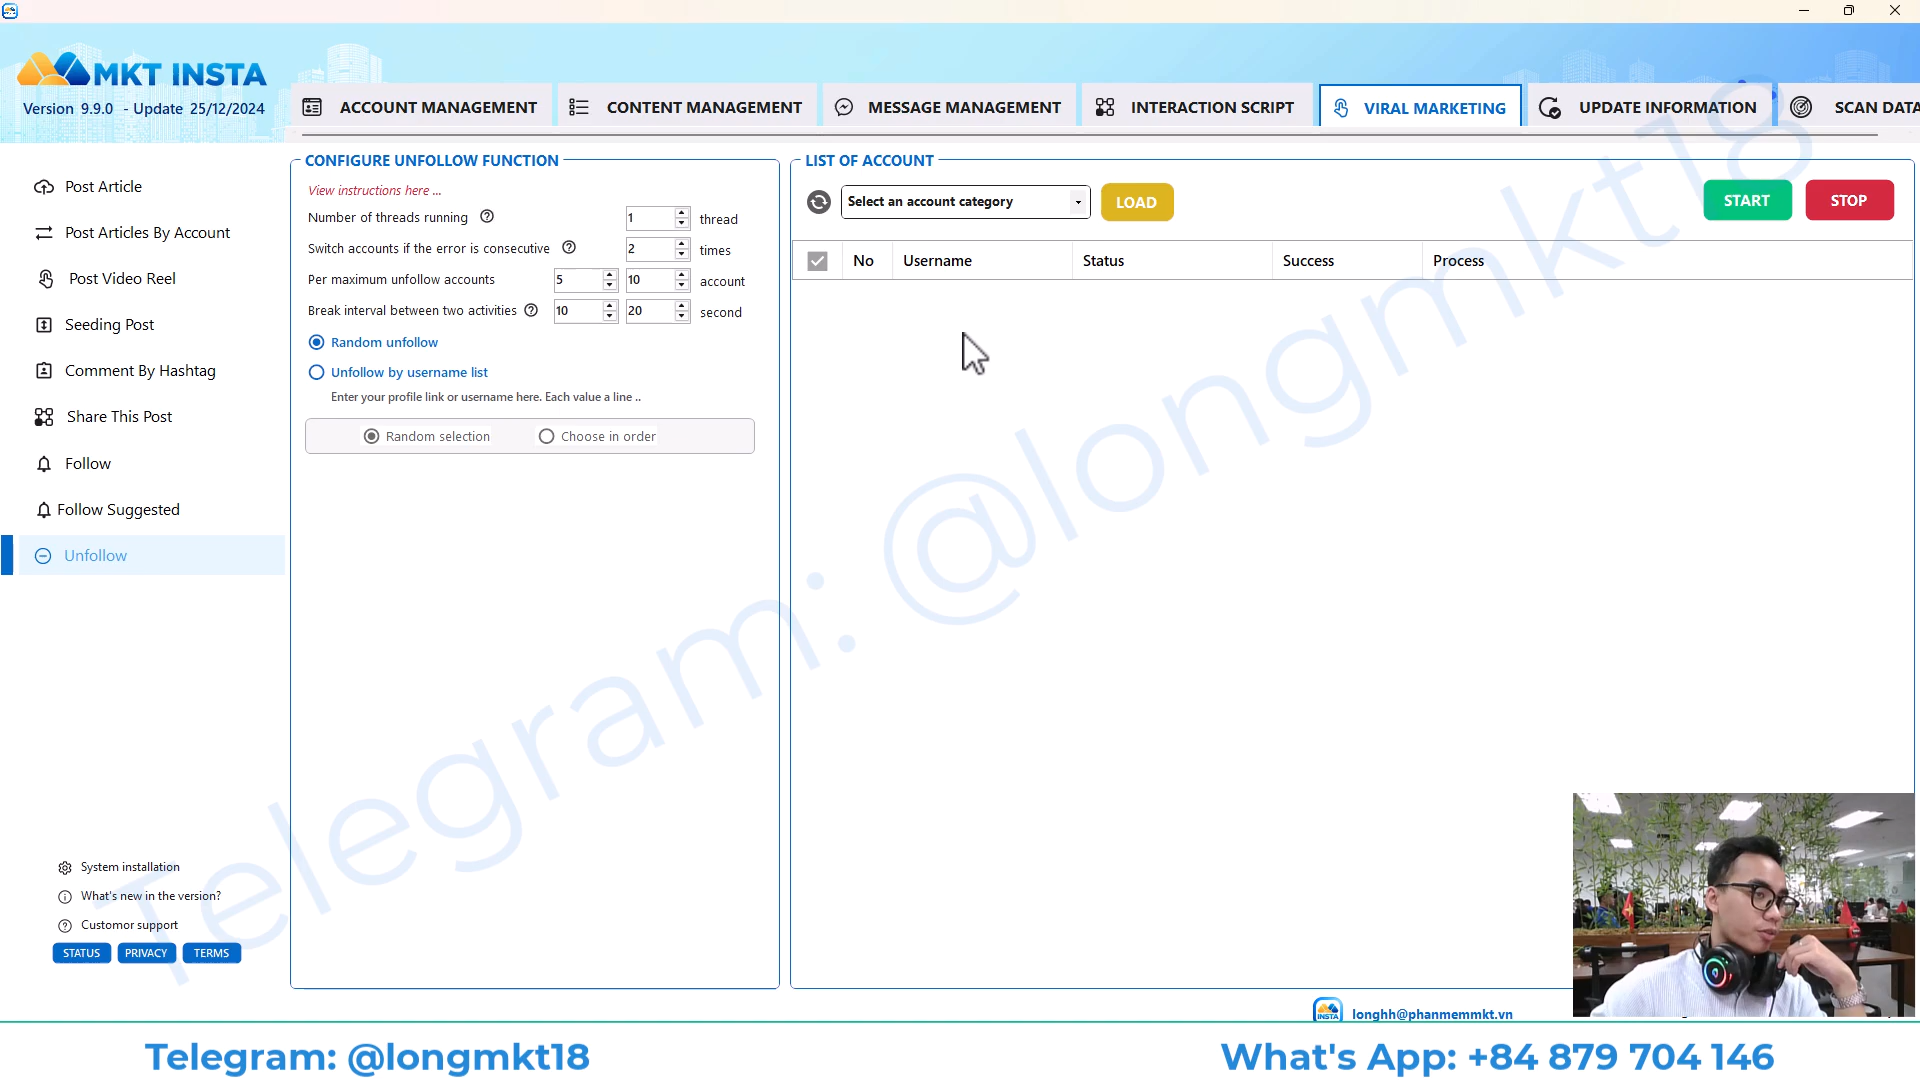 MKT INSTA
Version 9.9.0 - Update 25/12/2024
ACCOUNT MANAGEMENT
CONTENT MANAGEMENT
MESSAGE MANAGEMENT
INTERACTION SCRIPT
VIRAL MARKETING
UPDATE INFORMATION
SCAN DATA
Post Article
Post Articles By Account
Post Video Reel
Seeding Post
Comment By Hashtag
Share This Post
Follow
Follow Suggested
Unfollow
System installation
What's new in the version?
Customor support
STATUS PRIVACY TERMS
CONFIGURE UNFOLLOW FUNCTION
View instructions here ...
Number of threads running 1 thread
Switch accounts if the error is consecutive 2 times
Per maximum unfollow accounts 5 10 account
Break interval between two activities 10 20 second
Random unfollow
Unfollow by username list
Enter your profile link or username here. Each value a line ..
Random selection Choose in order
LIST OF ACCOUNT
Select an account category LOAD START STOP
No Username Status Success Process
Telegram: @longmkt18
INSTA longhh@phanmemmkt.vn
Telegram: @longmkt18
What's App: +84 879 704 146